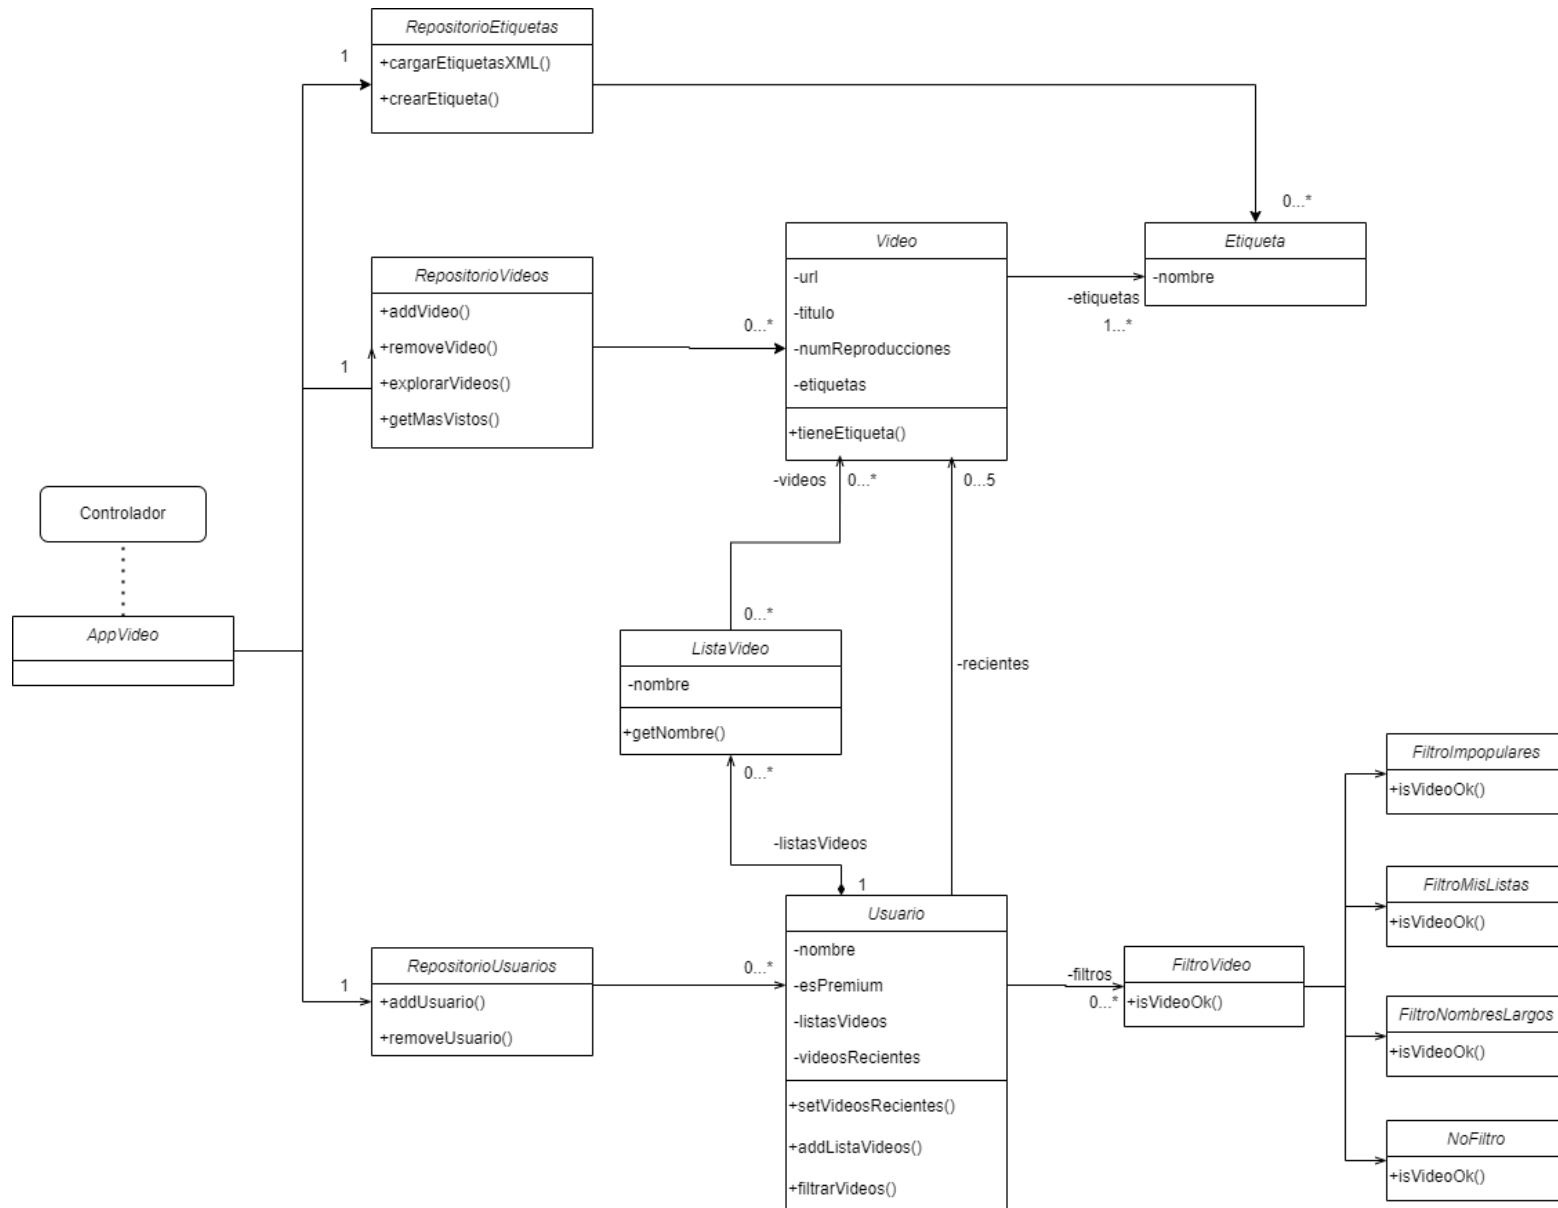 RepositorioEtiquetas
+cargarEtiquetasXML()
+crearEtiqueta()
1
0...*
Etiqueta
-nombre
Video
-url
-titulo
-numReproducciones
-etiquetas
+tieneEtiqueta()
-etiquetas
1...*
RepositorioVideos
+addVideo()
+removeVideo()
+explorarVideos()
+getMasVistos()
1
0...*
-videos
0...*
0...5
Controlador
AppVideo
0...*
ListaVideo
-nombre
+getNombre()
-recientes
0...*
-listasVideos
1
Usuario
-nombre
-esPremium
-listasVideos
-videosRecientes
+setVideosRecientes()
+addListaVideos()
+filtrarVideos()
RepositorioUsuarios
+addUsuario()
+removeUsuario()
1
0...*
-filtros
0...*
FiltroVideo
+isVideoOk()
FiltroImpopulares
+isVideoOk()
FiltroMisListas
+isVideoOk()
FiltroNombresLargos
+isVideoOk()
NoFiltro
+isVideoOk()